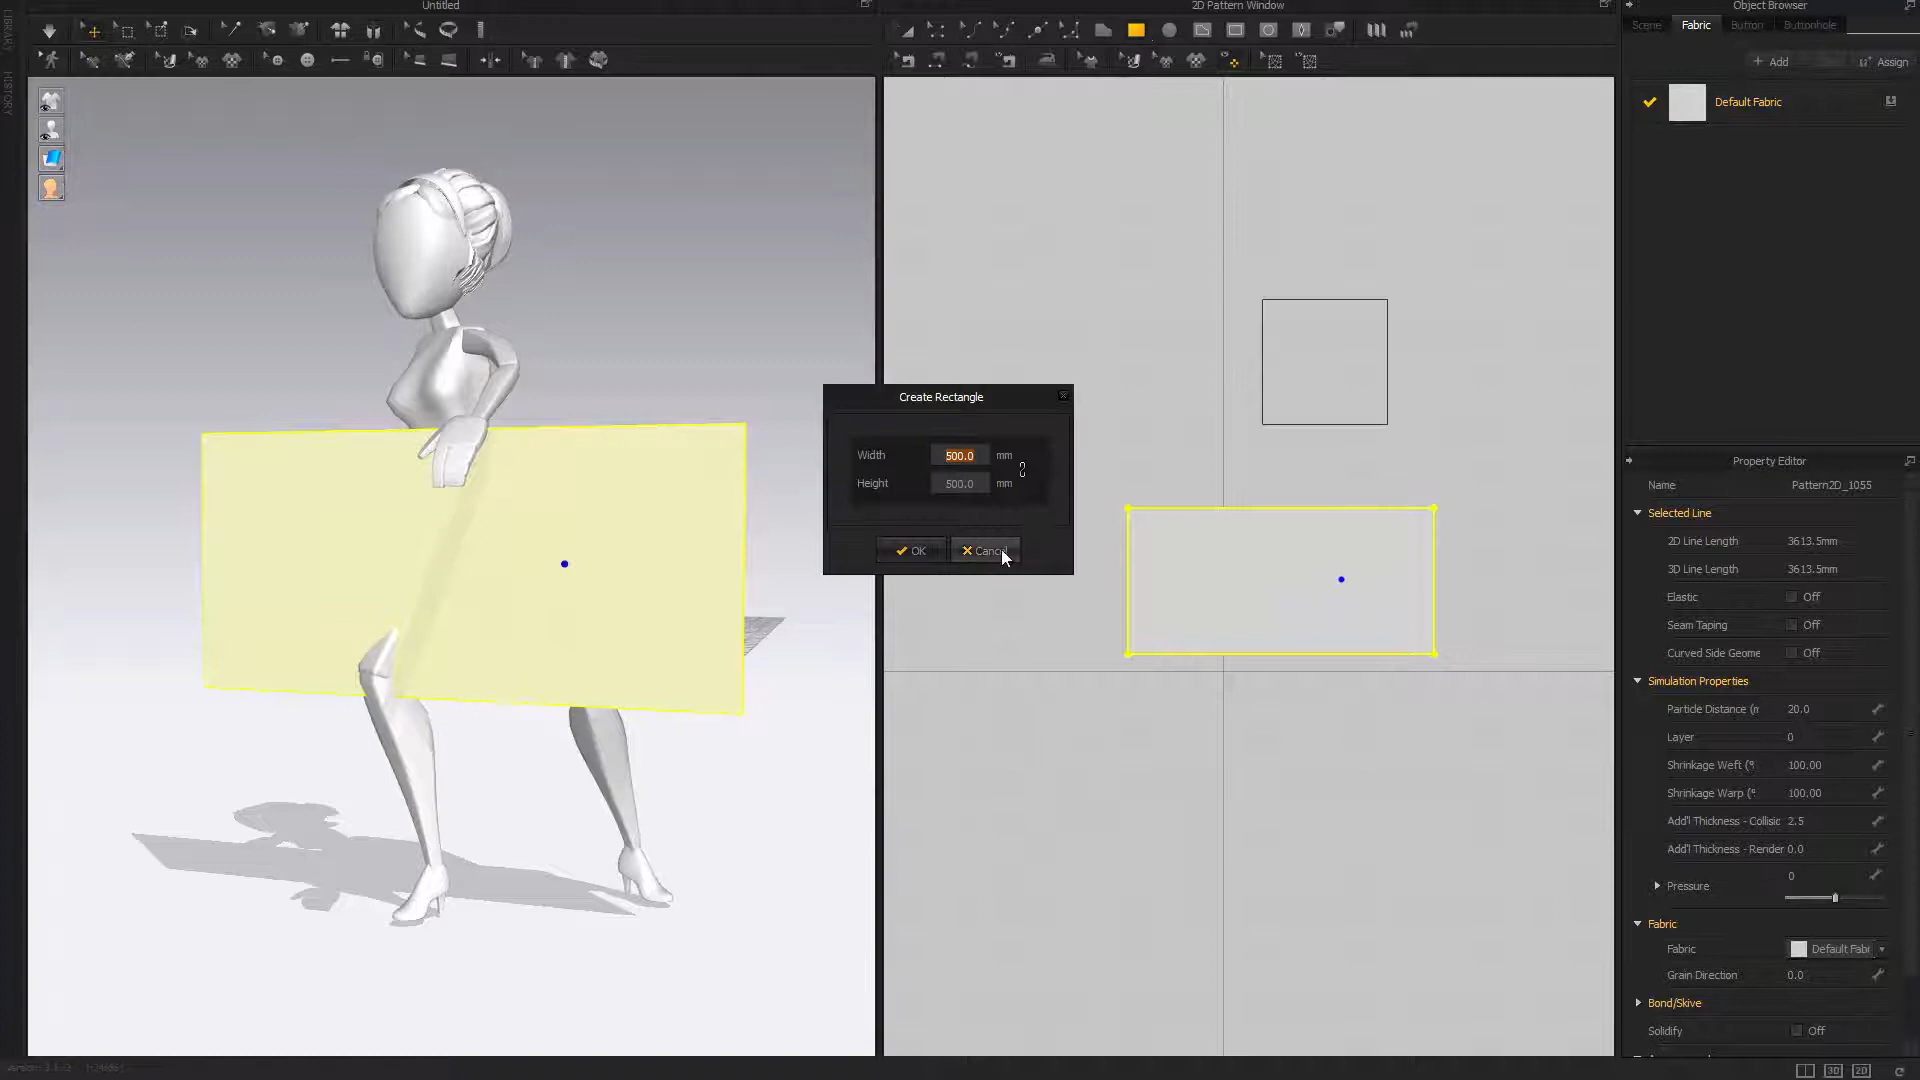 Untitled
2D Pattern Window
Object Browser
LIBRARY
HISTORY
Scene
Fabric
Button
Buttonhole
+ Add
Assign
Default Fabric
Create Rectangle
Width
500.0
mm
Height
500.0
mm
OK
Cancel
Property Editor
Name
Pattern2D_1055
Selected Line
2D Line Length
3613.5mm
3D Line Length
3613.5mm
Elastic
Off
Seam Taping
Off
Curved Side Geome
Off
Simulation Properties
Particle Distance (m
20.0
Layer
0
Shrinkage Weft (%
100.00
Shrinkage Warp (%
100.00
Add'l Thickness - Collisic
2.5
Add'l Thickness - Render
0.0
Pressure
0
Fabric
Fabric
Default Fabr
Grain Direction
0.0
Bond/Skive
Solidify
Off
3D
2D